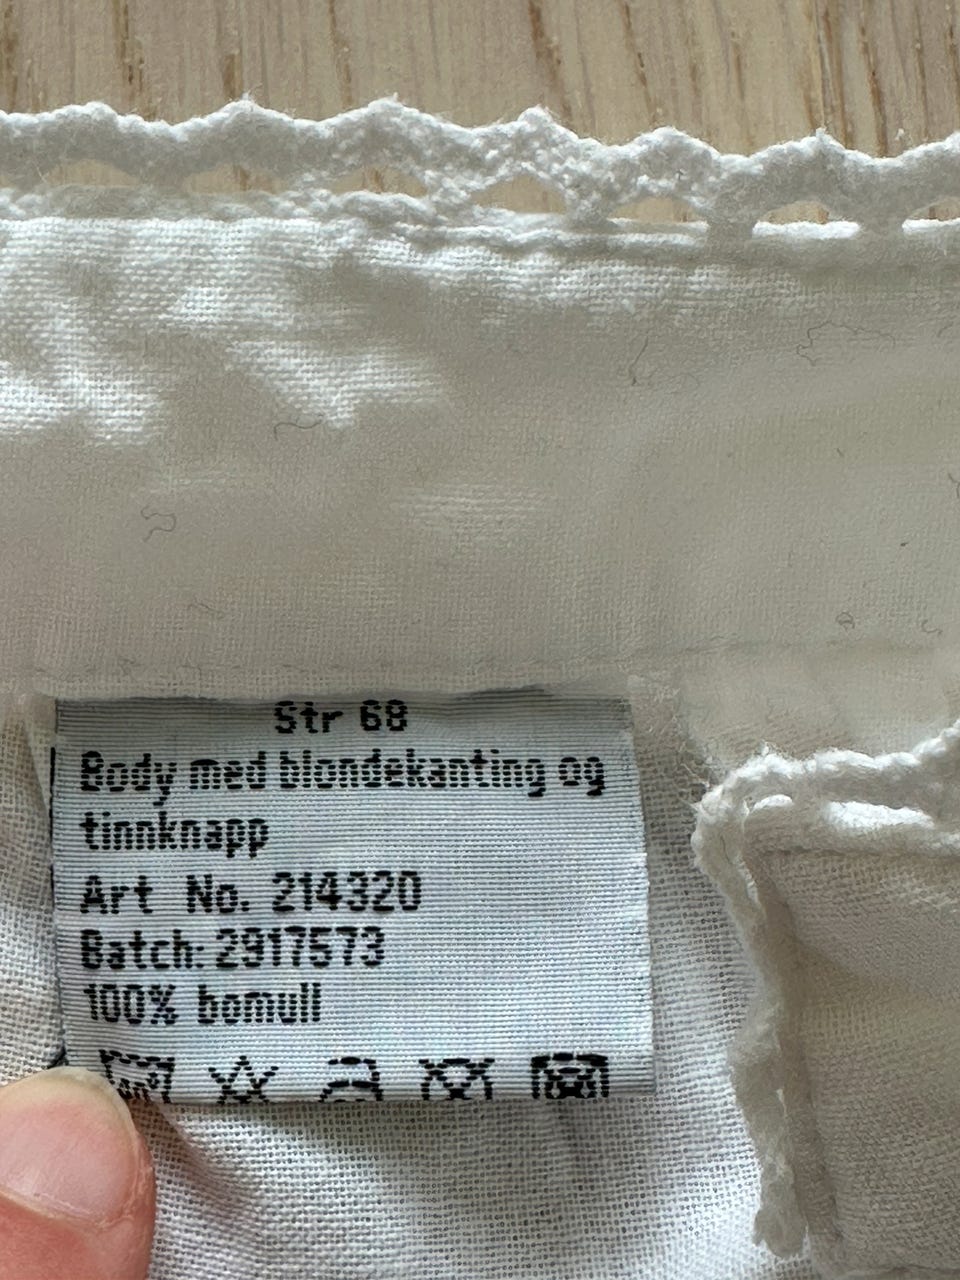 Str 68
Body med blondekanting og
tinnknapp
Art No. 214320
Batch: 2917573
100% bomull